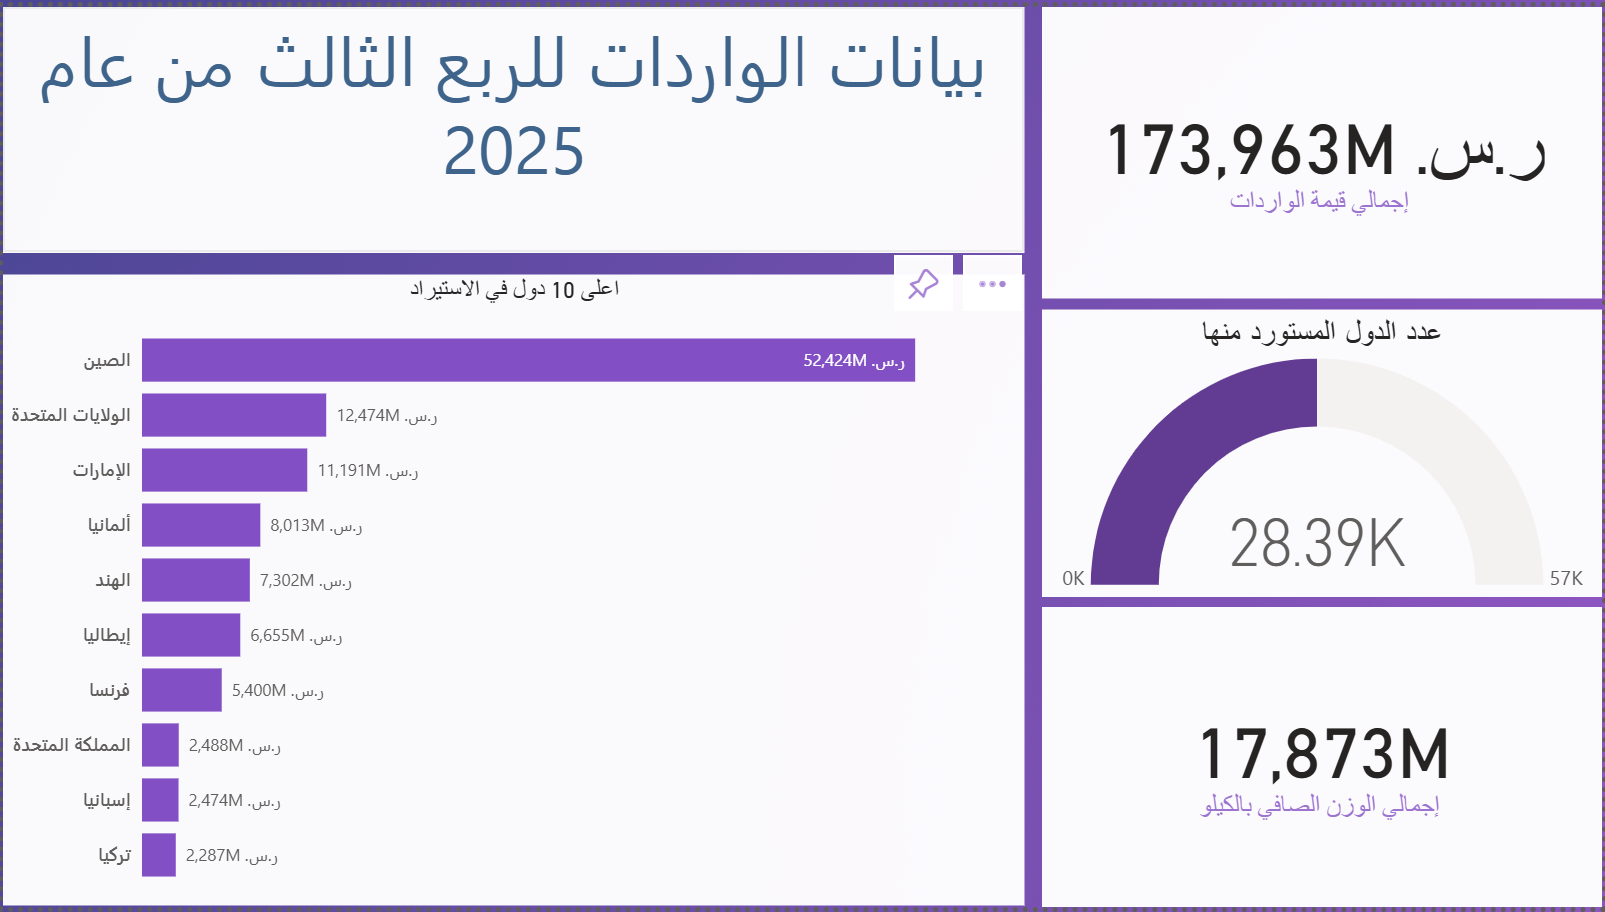 بيانات الواردات للربع الثالث من عام
2025
ر.س. 173,963M
إجمالي قيمة الواردات
اعلى 10 دول في الاستيراد
الصين ر.س. 52,424M
الولايات المتحدة ر.س. 12,474M
الإمارات ر.س. 11,191M
ألمانيا ر.س. 8,013M
الهند ر.س. 7,302M
إيطاليا ر.س. 6,655M
فرنسا ر.س. 5,400M
المملكة المتحدة ر.س. 2,488M
إسبانيا ر.س. 2,474M
تركيا ر.س. 2,287M
عدد الدول المستورد منها
28.39K
0K 57K
17,873M
إجمالي الوزن الصافي بالكيلو